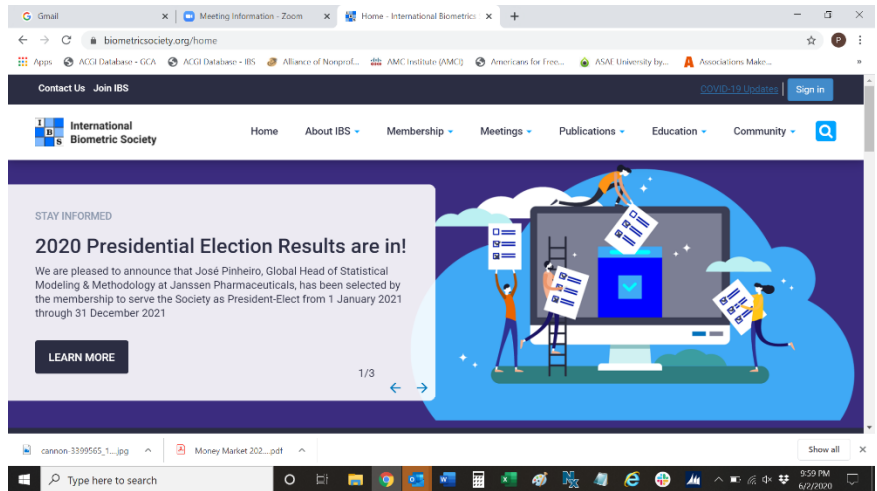 Gmail
Meeting Information - Zoom
Home - International Biometric
biometricsociety.org/home
P
Apps
ACGI Database - GCA
ACGI Database - IBS
Alliance of Nonprof...
AMC Institute (AMCI)
Americans for Free...
ASAE University by...
Associations Make...
»
Contact Us Join IBS
COVID-19 Updates
Sign in
I B S
International
Biometric Society
Home
About IBS
Membership
Meetings
Publications
Education
Community
STAY INFORMED
2020 Presidential Election Results are in!
We are pleased to announce that José Pinheiro, Global Head of Statistical
Modeling & Methodology at Janssen Pharmaceuticals, has been selected by
the membership to serve the Society as President-Elect from 1 January 2021
through 31 December 2021
LEARN MORE
1/3
cannon-3399565_1....jpg
Money Market 202....pdf
Show all
Type here to search
9:59 PM
6/2/2020